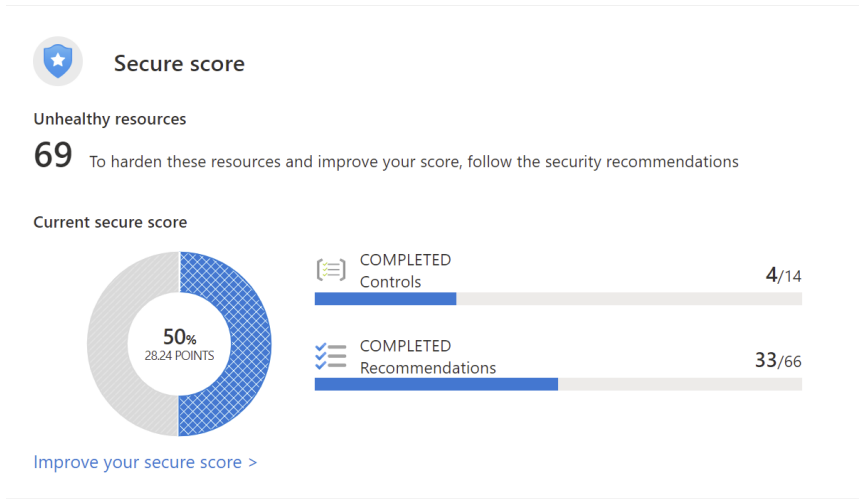 Secure score
Unhealthy resources
69 To harden these resources and improve your score, follow the security recommendations
Current secure score
50%
28.24 POINTS
COMPLETED
Controls
4/14
COMPLETED
Recommendations
33/66
Improve your secure score >